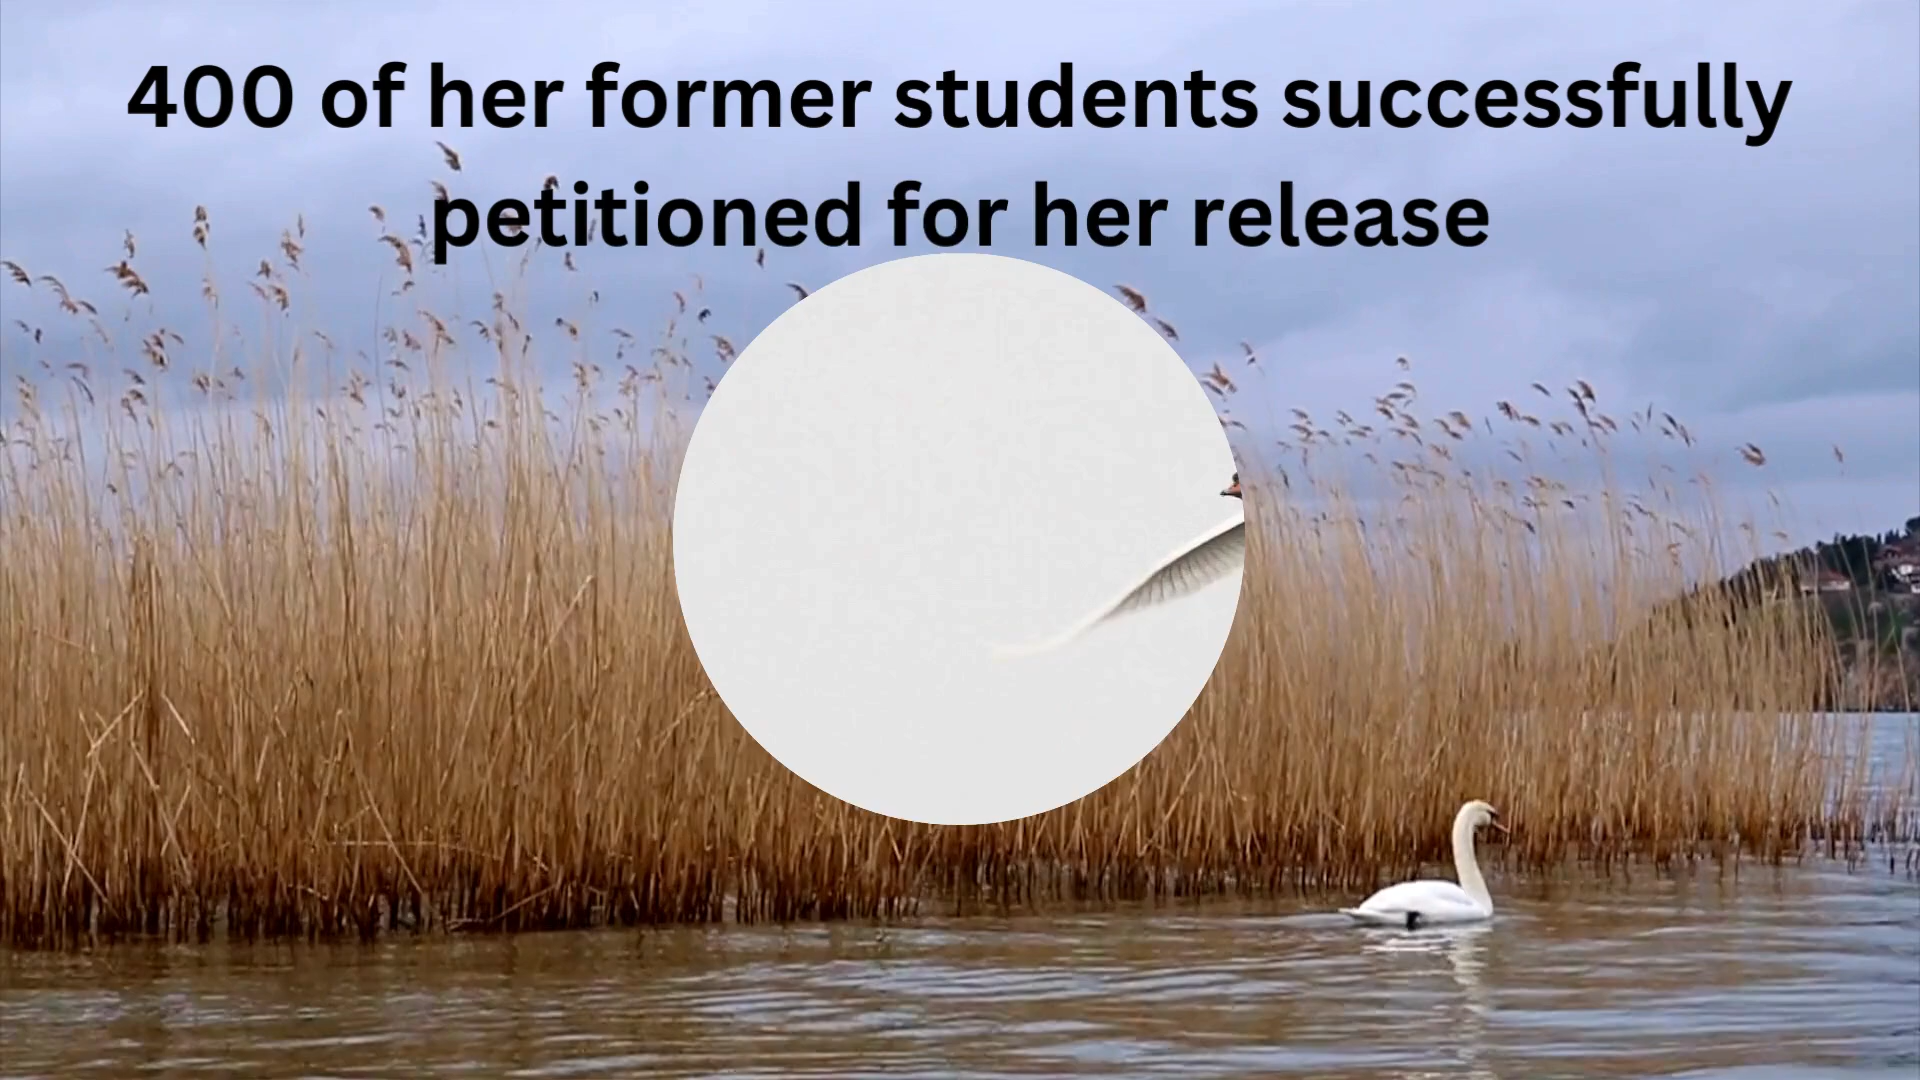 400 of her former students successfully
petitioned for her release